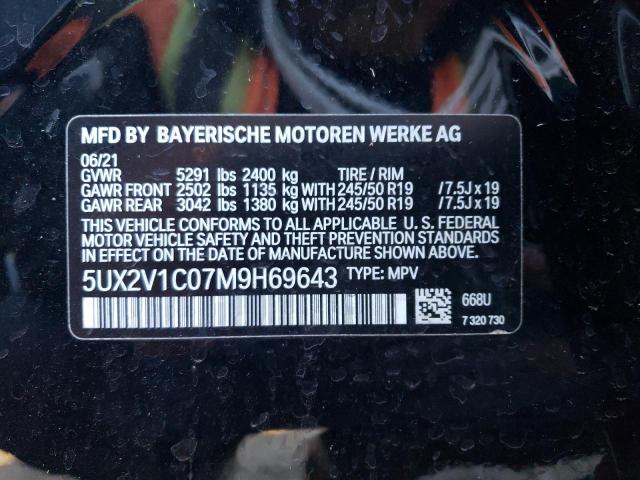 MFD BY BAYERISCHE MOTOREN WERKE AG
06/21
GVWR 5291 lbs 2400 kg TIRE / RIM
GAWR FRONT 2502 lbs 1135 kg WITH 245/50 R19 /7.5J x 19
GAWR REAR 3042 lbs 1380 kg WITH 245/50 R19 /7.5J x 19
THIS VEHICLE CONFORMS TO ALL APPLICABLE U. S. FEDERAL
MOTOR VEHICLE SAFETY AND THEFT PREVENTION STANDARDS
IN EFFECT ON THE DATE OF MANUFACTURE SHOWN ABOVE.
5UX2V1C07M9H69643 TYPE: MPV
668U
7 320 730